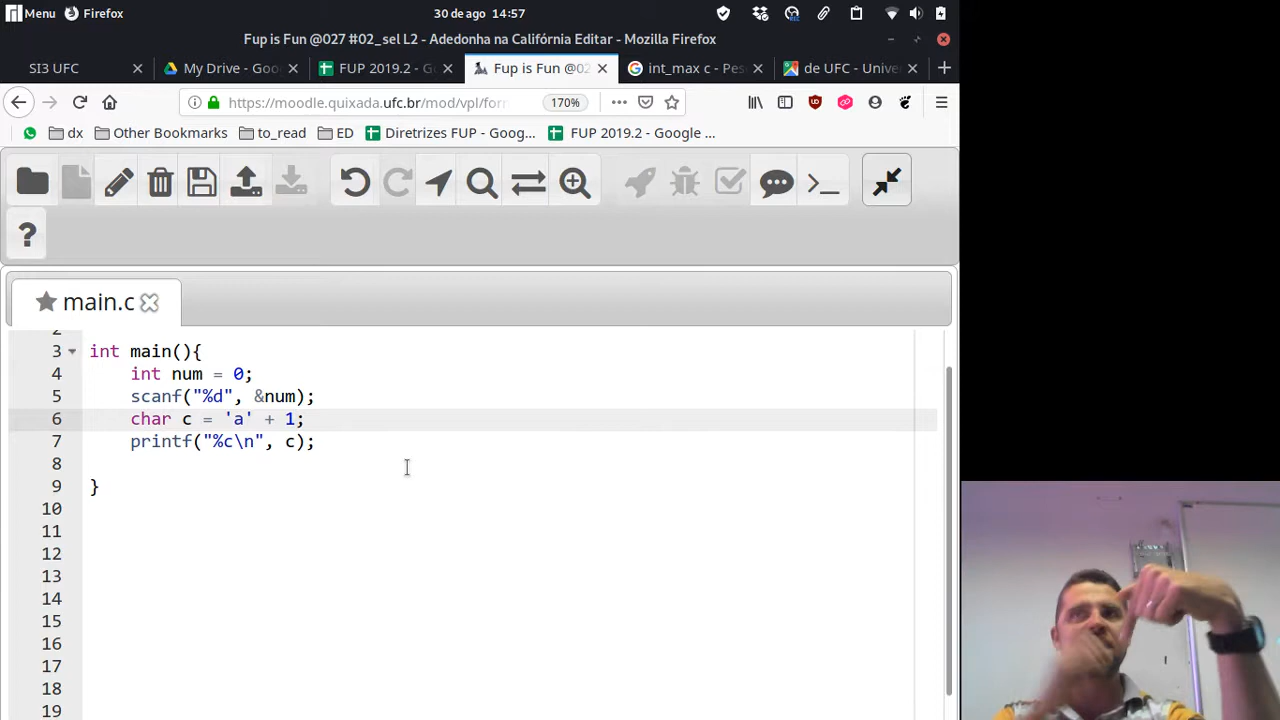 Menu Firefox 30 de ago 14:57
Fup is Fun @027 #02_sel L2 - Adedonha na Califórnia Editar - Mozilla Firefox
SI3 UFC My Drive - Goo FUP 2019.2 - G Fup is Fun @02 int_max c - Pes de UFC - Unive
https://moodle.quixada.ufc.br/mod/vpl/for 170%
dx Other Bookmarks to_read ED Diretrizes FUP - Goog... FUP 2019.2 - Google ...
?
main.c
2
3 int main(){
4 int num = 0;
5 scanf("%d", &num);
6 char c = 'a' + 1;
7 printf("%c\n", c);
8
9 }
10
11
12
13
14
15
16
17
18
19